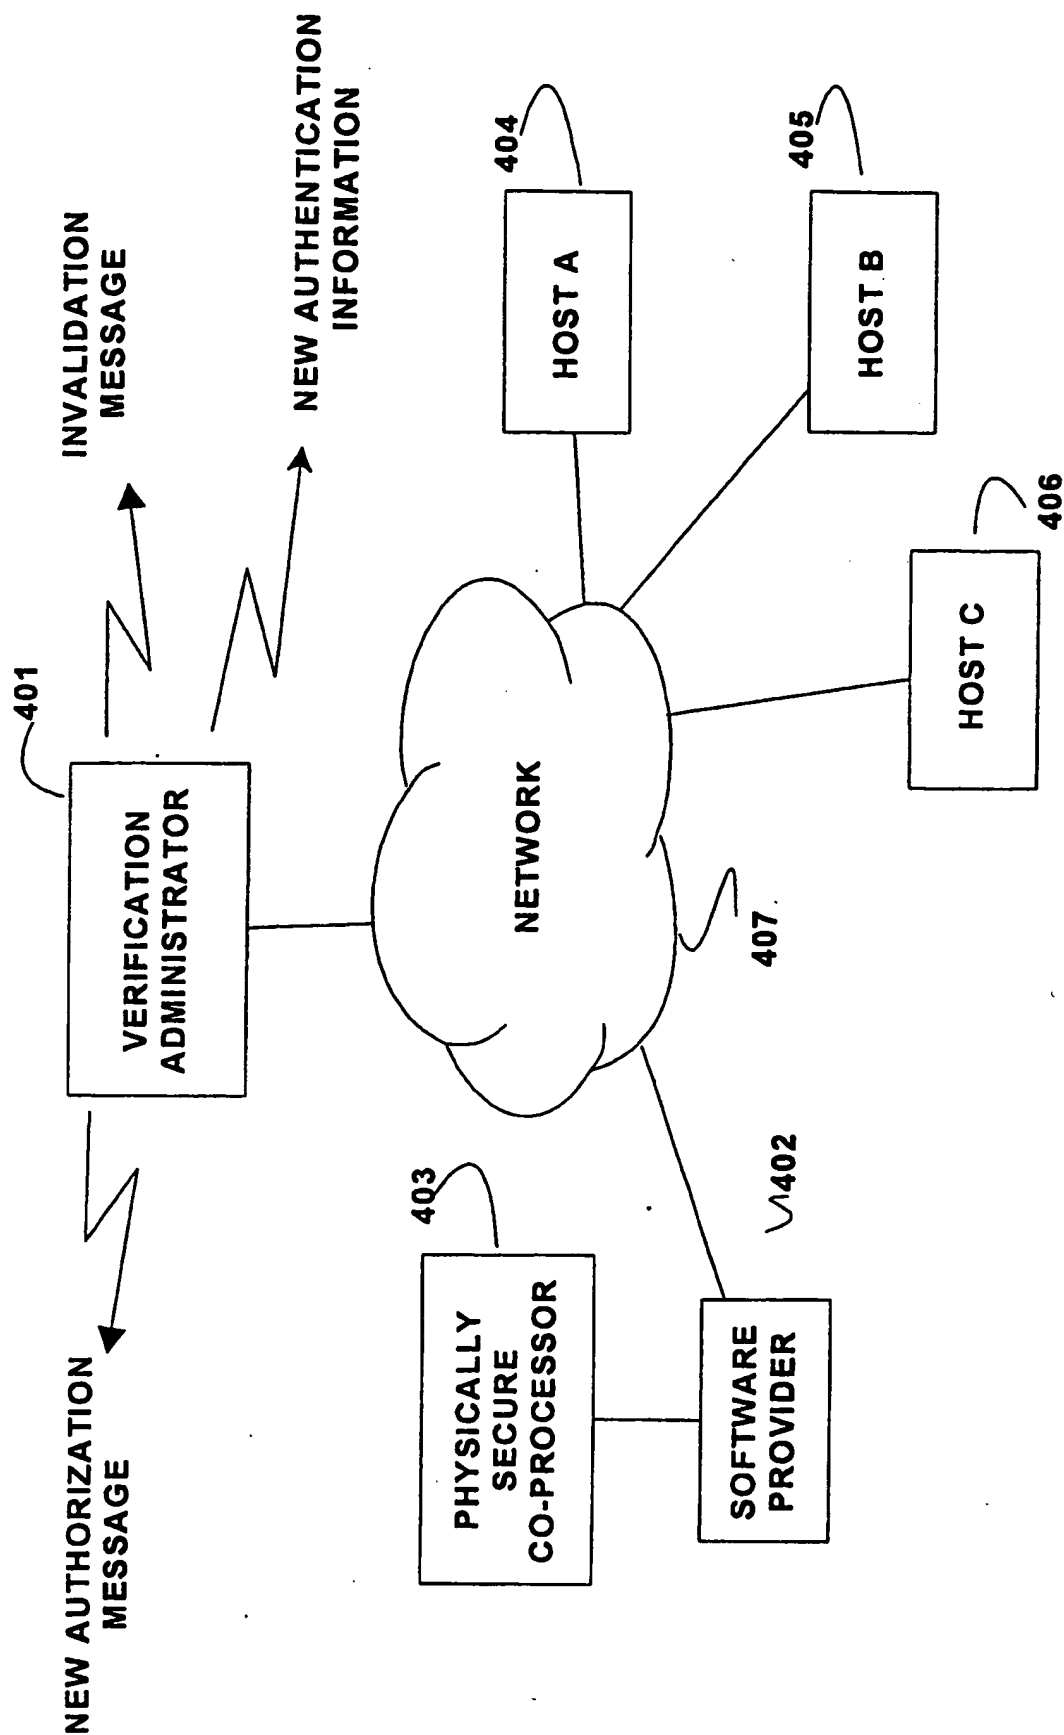 NEW AUTHORIZATION
MESSAGE
401
INVALIDATION
MESSAGE
VERIFICATION
ADMINISTRATOR
NEW AUTHENTICATION
INFORMATION
403
PHYSICALLY
SECURE
CO-PROCESSOR
NETWORK
404
HOST A
402
SOFTWARE
PROVIDER
407
405
HOST B
HOST C
406